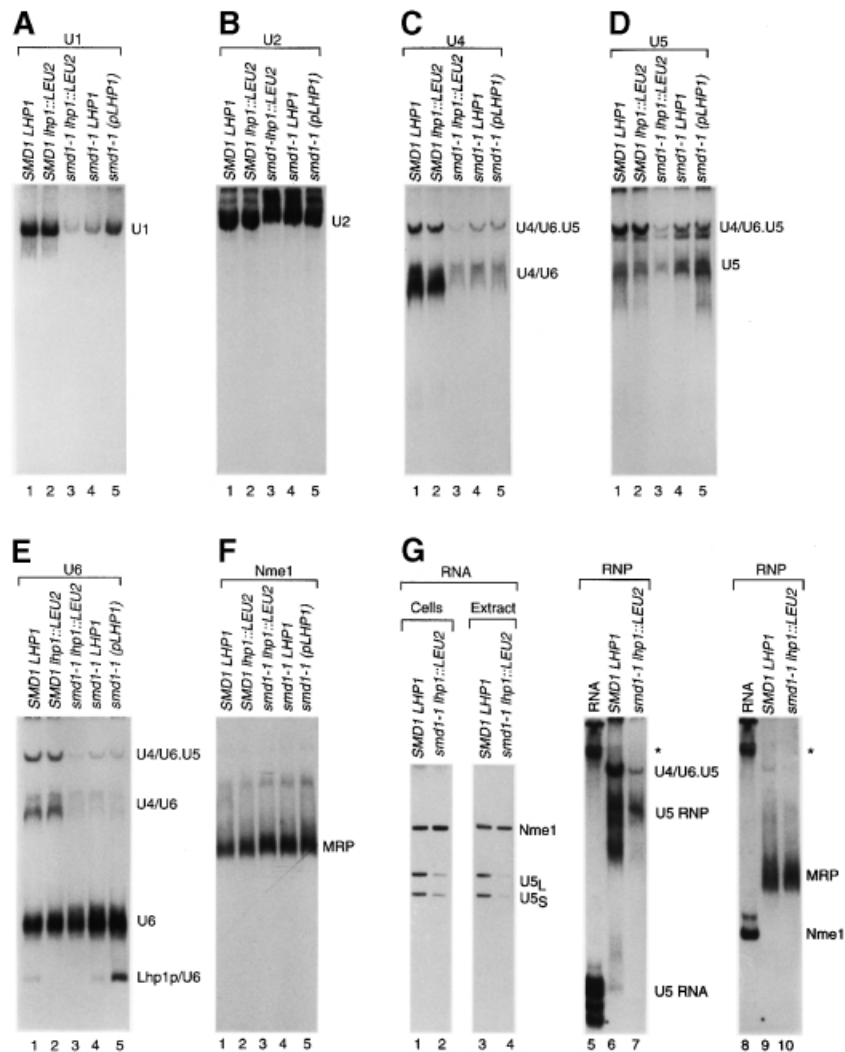 A
U1
SMD1 LHP1
SMD1 lhp1::LEU2
smd1-1 lhp1::LEU2
smd1-1 LHP1
smd1-1 (pLHP1)
U1
1 2 3 4 5
B
U2
SMD1 LHP1
SMD1 lhp1::LEU2
smd1-lhp1::LEU2
smd1-1 LHP1
smd1-1 (pLHP1)
U2
1 2 3 4 5
C
U4
SMD1 LHP1
SMD1 lhp1::LEU2
smd1-1 lhp1::LEU2
smd1-1 LHP1
smd1-1 (pLHP1)
U4/U6.U5
U4/U6
1 2 3 4 5
D
U5
SMD1 LHP1
SMD1 lhp1::LEU2
smd1-1 lhp1::LEU2
smd1-1 LHP1
smd1-1 (pLHP1)
U4/U6.U5
U5
1 2 3 4 5
E
U6
SMD1 LHP1
SMD1 lhp1::LEU2
smd1-1 lhp1::LEU2
smd1-1 LHP1
smd1-1 (pLHP1)
U4/U6.U5
U4/U6
U6
Lhp1p/U6
1 2 3 4 5
F
Nme1
SMD1 LHP1
SMD1 lhp1::LEU2
smd1-1 lhp1::LEU2
smd1-1 LHP1
smd1-1 (pLHP1)
MRP
1 2 3 4 5
G
RNA
Cells Extract
SMD1 LHP1
smd1-1 lhp1::LEU2
SMD1 LHP1
smd1-1 lhp1::LEU2
Nme1
U5L
U5S
1 2 3 4
RNP
RNA
SMD1 LHP1
smd1-1 lhp1::LEU2
*
U4/U6.U5
U5 RNP
U5 RNA
5 6 7
RNP
RNA
SMD1 LHP1
smd1-1 lhp1::LEU2
*
MRP
Nme1
8 9 10